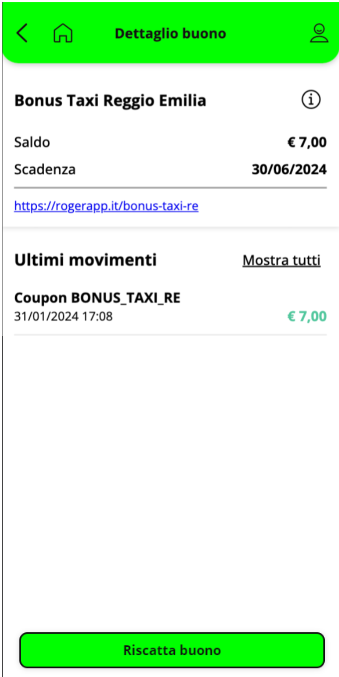 Dettaglio buono
Bonus Taxi Reggio Emilia
Saldo € 7,00
Scadenza 30/06/2024
https://rogerapp.it/bonus-taxi-re
Ultimi movimenti Mostra tutti
Coupon BONUS_TAXI_RE
31/01/2024 17:08 € 7,00
Riscatta buono